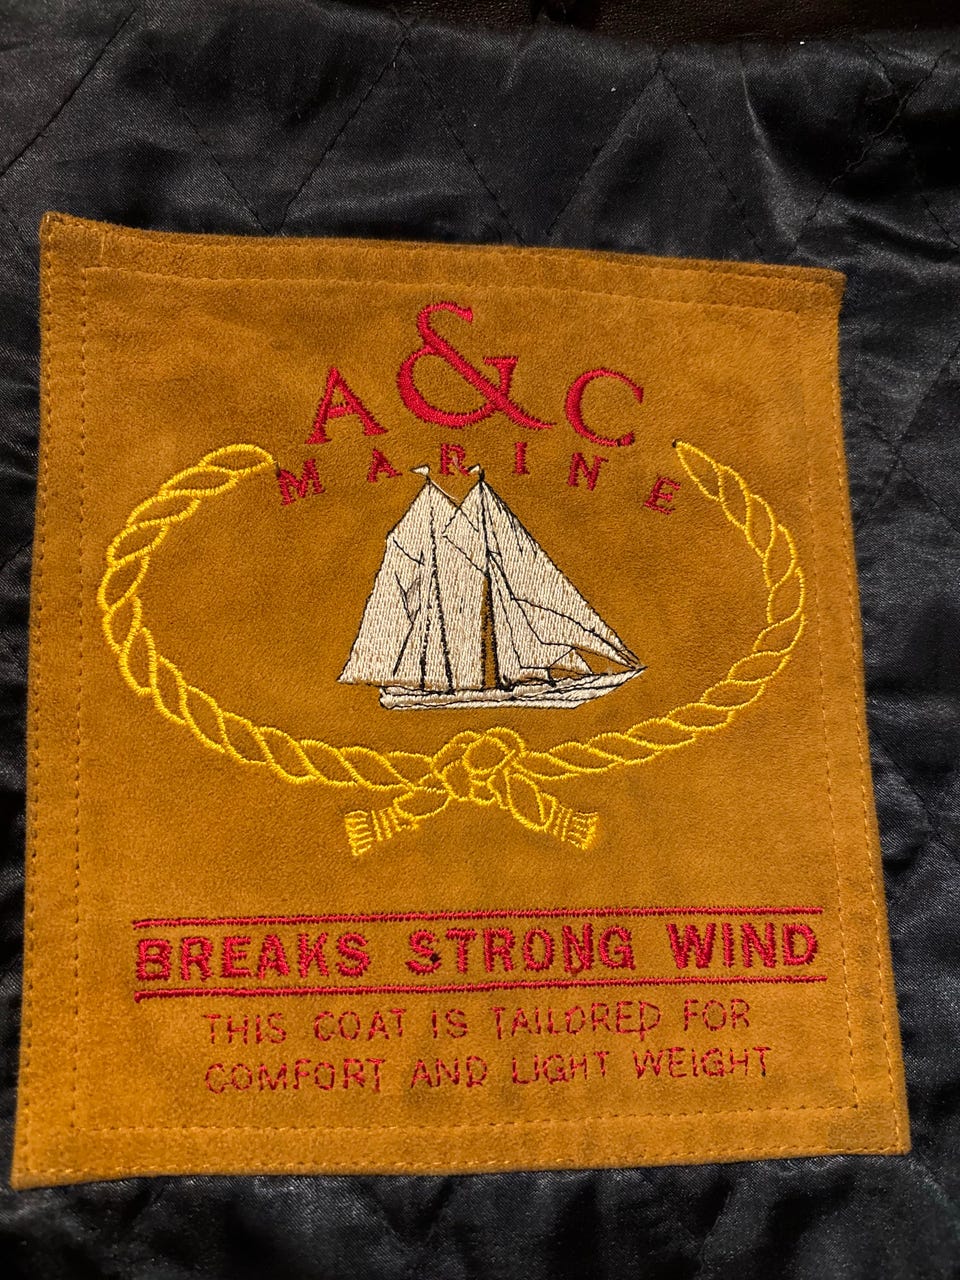 A&C
MARINE
BREAKS STRONG WIND
THIS COAT IS TAILORED FOR
COMFORT AND LIGHT WEIGHT